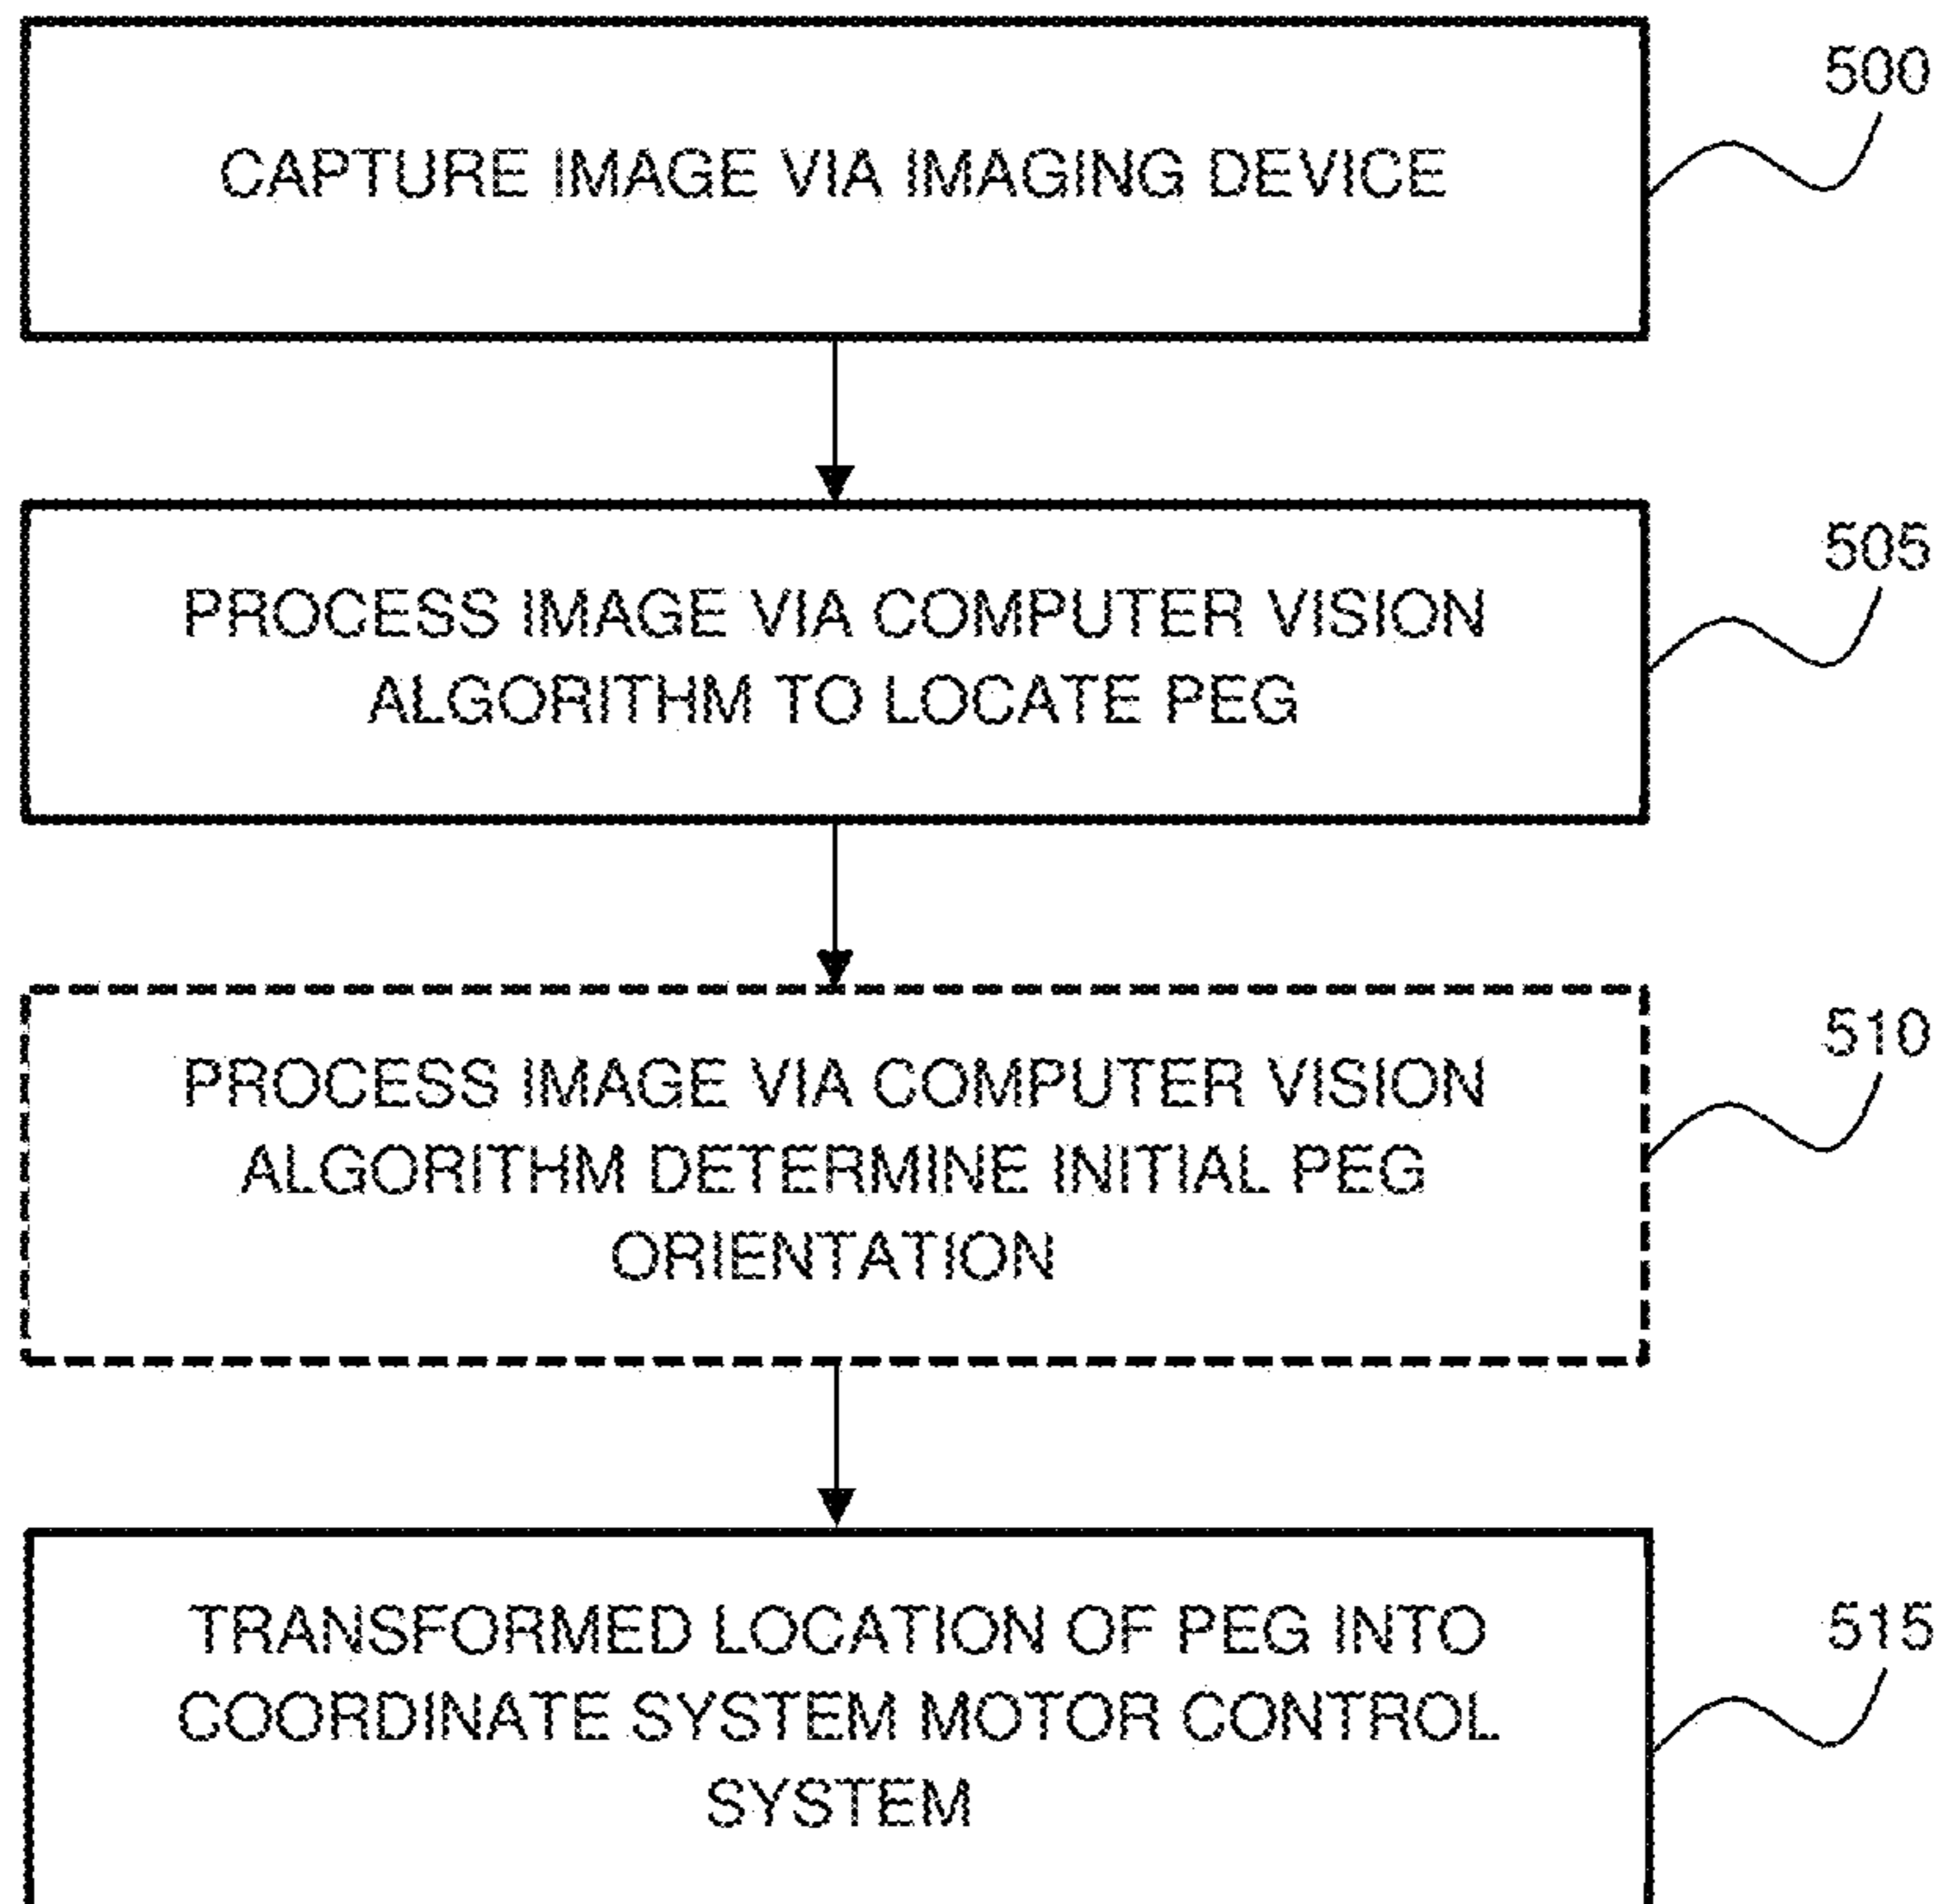 500
CAPTURE IMAGE VIA IMAGING DEVICE
505
PROCESS IMAGE VIA COMPUTER VISION
ALGORITHM TO LOCATE PEG
510
PROCESS IMAGE VIA COMPUTER VISION
ALGORITHM DETERMINE INITIAL PEG
ORIENTATION
515
TRANSFORMED LOCATION OF PEG INTO
COORDINATE SYSTEM MOTOR CONTROL
SYSTEM